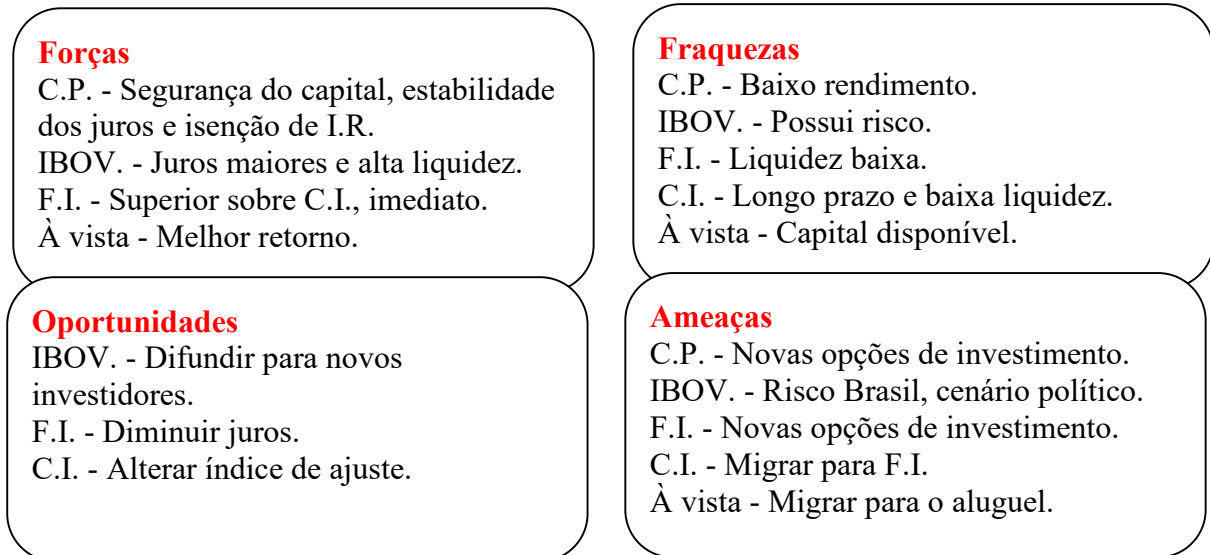 Forças
C.P. - Segurança do capital, estabilidade
dos juros e isenção de I.R.
IBOV. - Juros maiores e alta liquidez.
F.I. - Superior sobre C.I., imediato.
À vista - Melhor retorno.
Fraquezas
C.P. - Baixo rendimento.
IBOV. - Possui risco.
F.I. - Liquidez baixa.
C.I. - Longo prazo e baixa liquidez.
À vista - Capital disponível.
Oportunidades
IBOV. - Difundir para novos
investidores.
F.I. - Diminuir juros.
C.I. - Alterar índice de ajuste.
Ameaças
C.P. - Novas opções de investimento.
IBOV. - Risco Brasil, cenário político.
F.I. - Novas opções de investimento.
C.I. - Migrar para F.I.
À vista - Migrar para o aluguel.